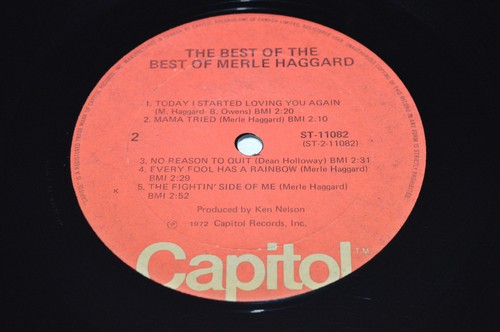 THE BEST OF THE
BEST OF MERLE HAGGARD
1. TODAY I STARTED LOVING YOU AGAIN
(M. Haggard B. Owens) BMI 2:20
2. MAMA TRIED (Merle Haggard) BMI 2:10
2
ST-11082
(ST-2-11082)
3. NO REASON TO QUIT (Dean Holloway) BMI 2:31
4. EVERY FOOL HAS A RAINBOW (Merle Haggard)
BMI 2:29
5. THE FIGHTIN' SIDE OF ME (Merle Haggard)
BMI 2:52
Produced by Ken Nelson
℗ 1972 Capitol Records, Inc.
Capitol TM